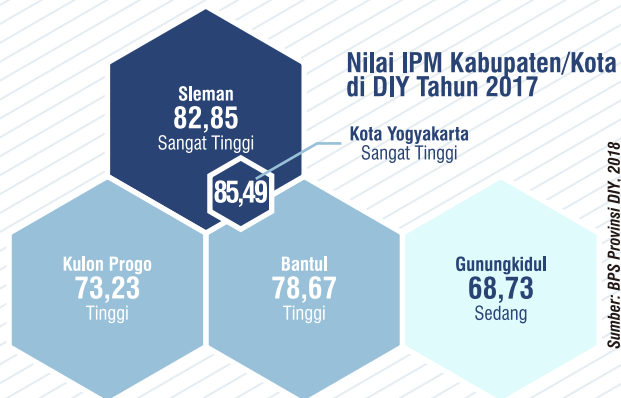 Nilai IPM Kabupaten/Kota
di DIY Tahun 2017
Sleman
82,85
Sangat Tinggi
Kota Yogyakarta
Sangat Tinggi
85,49
Kulon Progo
73,23
Tinggi
Bantul
78,67
Tinggi
Gunungkidul
68,73
Sedang
Sumber: BPS Provinsi DIY, 2018